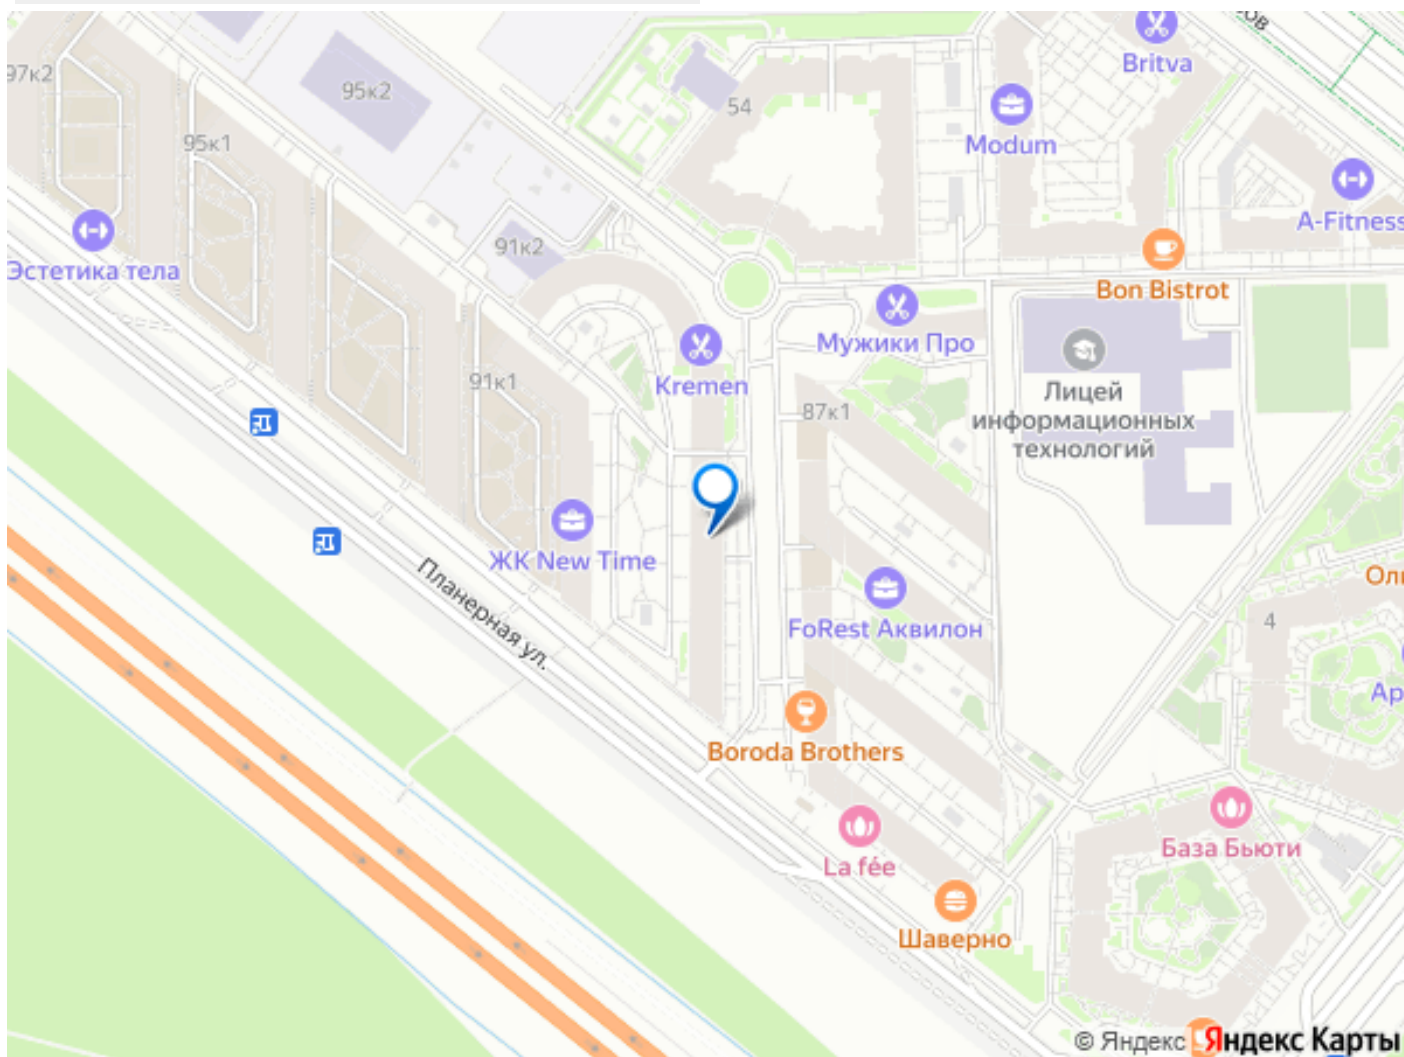 97к2
95к2
95к1
54
ов
Britva
Modum
A-Fitness
91к2
Эстетика тела
Bon Bistrot
Мужики Про
Kremen
91к1
87к1
Лицей
информационных
технологий
ЖК New Time
Планерная ул.
FoRest Аквилон
4
Boroda Brothers
La fée
База Бьюти
Шаверно
© Яндекс Яндекс Карты